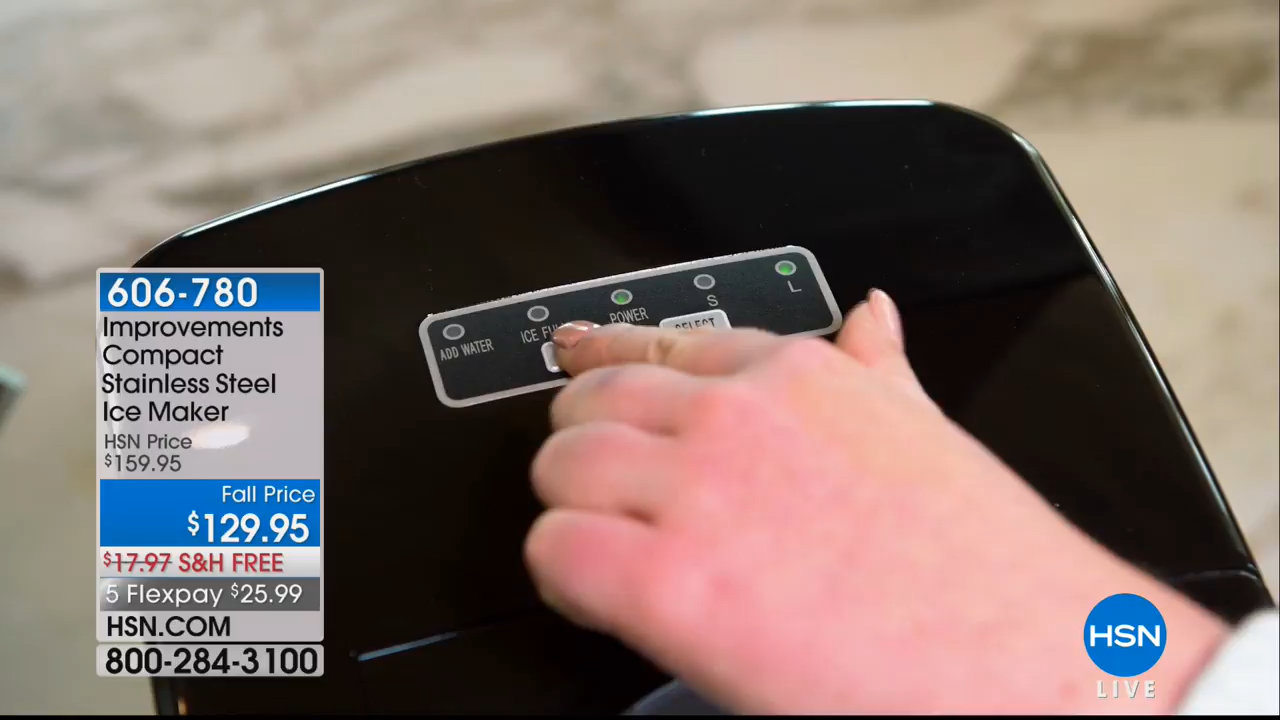 606-780
Improvements
Compact
Stainless Steel
Ice Maker
HSN Price
$159.95
Fall Price
$129.95
$17.97 S&H FREE
5 Flexpay $25.99
HSN.COM
800-284-3100
ADD WATER
ICE
POWER
S
L
SELECT
HSN
LIVE